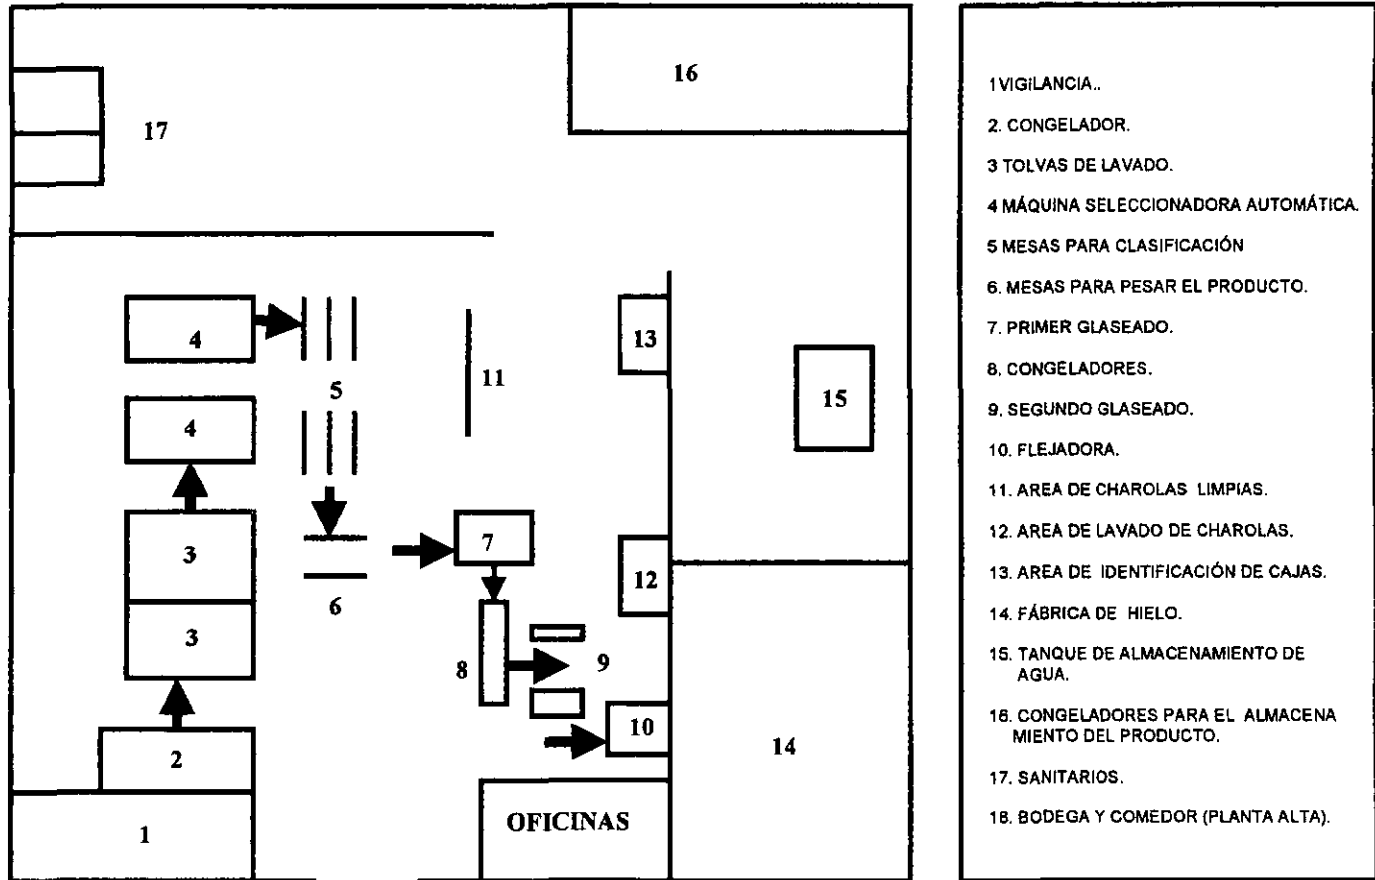 16
17
4
5
11
13
15
4
3
7
12
6
3
8
9
10
2
14
1
OFICINAS
1VIGILANCIA..
2. CONGELADOR.
3 TOLVAS DE LAVADO.
4 MÁQUINA SELECCIONADORA AUTOMÁTICA.
5 MESAS PARA CLASIFICACIÓN
6. MESAS PARA PESAR EL PRODUCTO.
7. PRIMER GLASEADO.
8. CONGELADORES.
9. SEGUNDO GLASEADO.
10. FLEJADORA.
11. AREA DE CHAROLAS LIMPIAS.
12. AREA DE LAVADO DE CHAROLAS.
13. AREA DE IDENTIFICACIÓN DE CAJAS.
14. FÁBRICA DE HIELO.
15. TANQUE DE ALMACENAMIENTO DE
AGUA.
16. CONGELADORES PARA EL ALMACENA
MIENTO DEL PRODUCTO.
17. SANITARIOS.
18. BODEGA Y COMEDOR (PLANTA ALTA).